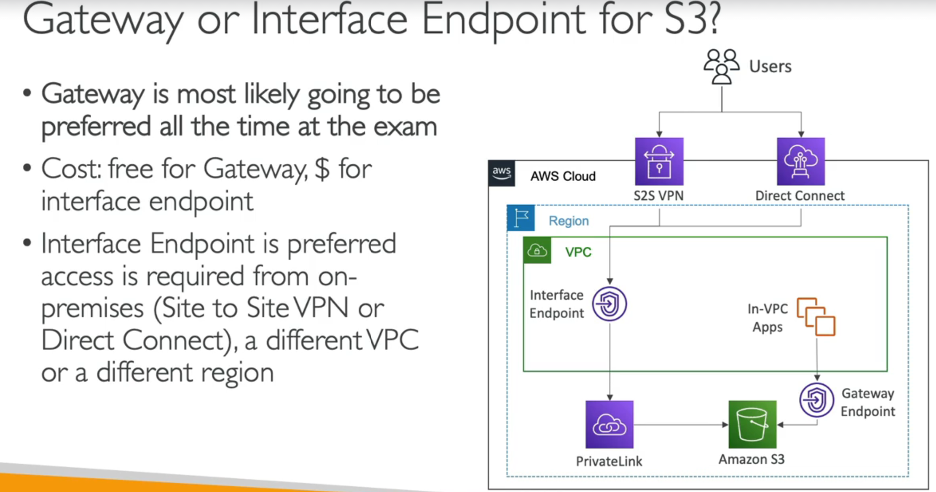 Gateway or Interface Endpoint for S3?
• Gateway is most likely going to be
preferred all the time at the exam
• Cost: free for Gateway, $ for
interface endpoint
• Interface Endpoint is preferred
access is required from on-
premises (Site to Site VPN or
Direct Connect), a different VPC
or a different region
Users
aws
AWS Cloud
S2S VPN
Direct Connect
Region
VPC
Interface
Endpoint
In-VPC
Apps
Gateway
Endpoint
PrivateLink
Amazon S3